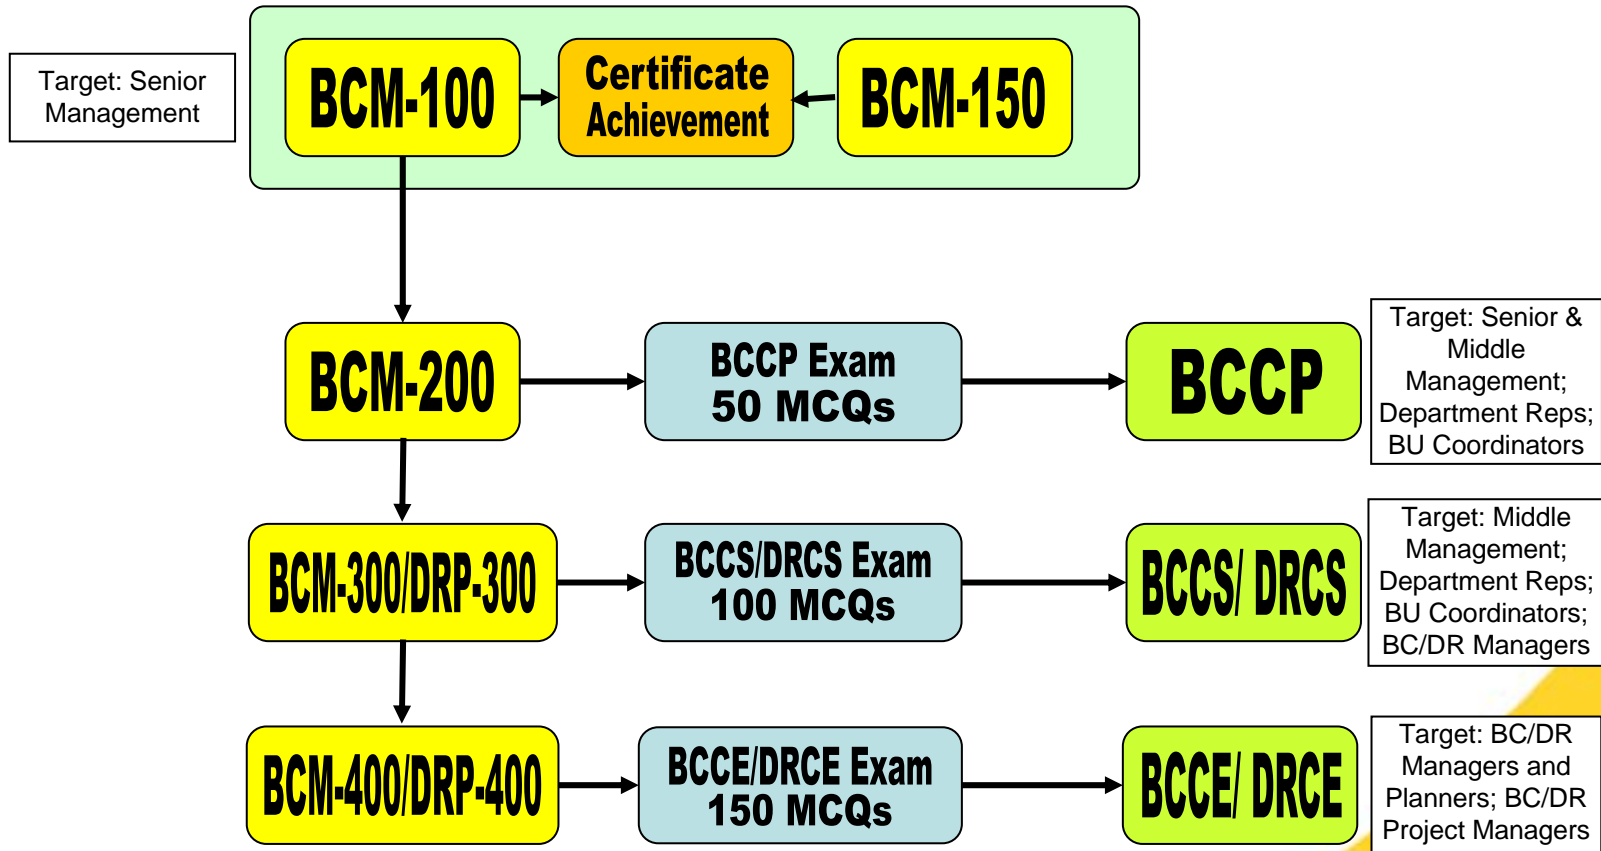 Target: Senior
Management
BCM-100
Certificate
Achievement
BCM-150
BCM-200
BCCP Exam
50 MCQs
BCCP
Target: Senior &
Middle
Management;
Department Reps;
BU Coordinators
BCM-300/DRP-300
BCCS/DRCS Exam
100 MCQs
BCCS/ DRCS
Target: Middle
Management;
Department Reps;
BU Coordinators;
BC/DR Managers
BCM-400/DRP-400
BCCE/DRCE Exam
150 MCQs
BCCE/ DRCE
Target: BC/DR
Managers and
Planners; BC/DR
Project Managers